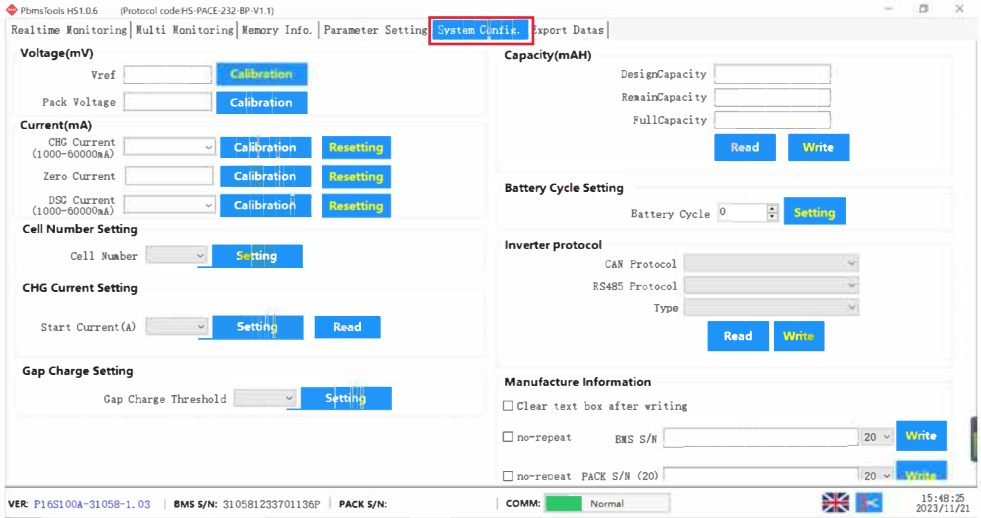 PbmsTools HS1.0.6 (Protocol code:HS-PACE-232-BP-V1.1)
Realtime Monitoring Multi Monitoring Memory Info. Parameter Setting System Config. Export Datas
Voltage(mV)
Vref Calibration
Pack Voltage Calibration
Current(mA)
CHG Current Calibration Resetting
(1000-60000mA)
Zero Current Calibration Resetting
DSG Current Calibration Resetting
(1000-60000mA)
Cell Number Setting
Cell Number Setting
CHG Current Setting
Start Current(A) Setting Read
Gap Charge Setting
Gap Charge Threshold Setting
Capacity(mAH)
DesignCapacity
RemainCapacity
FullCapacity
Read Write
Battery Cycle Setting
Battery Cycle 0 Setting
Inverter protocol
CAN Protocol
RS485 Protocol
Type
Read Write
Manufacture Information
Clear text box after writing
no-repeat BMS S/N 20 Write
no-repeat PACK S/N (20) 20 Write
VER: P16S100A-31058-1.03 BMS S/N: 310581233701136P PACK S/N: COMM: Normal 15:48:25
2023/11/21